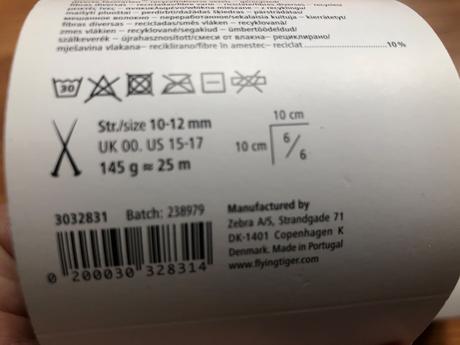 fibras diversas – recicladas/směs vláken – recyklovaná/
zmes vlákien – recyklované/segakiud – ümbertöödeldud/
szálkeverék – újrahasznosított/смеси от влакна– рециклирано/
mješavina vlakana– reciklirano/fibre în amestec– reciclat 10%
30
Str./size 10-12 mm
UK 00. US 15-17
145 g ≈ 25 m
10 cm
10 cm
6/6
3032831 Batch: 238979
0 200030 328314
Manufactured by
Zebra A/S, Strandgade 71
DK-1401 Copenhagen K
Denmark. Made in Portugal
www.flyingtiger.com